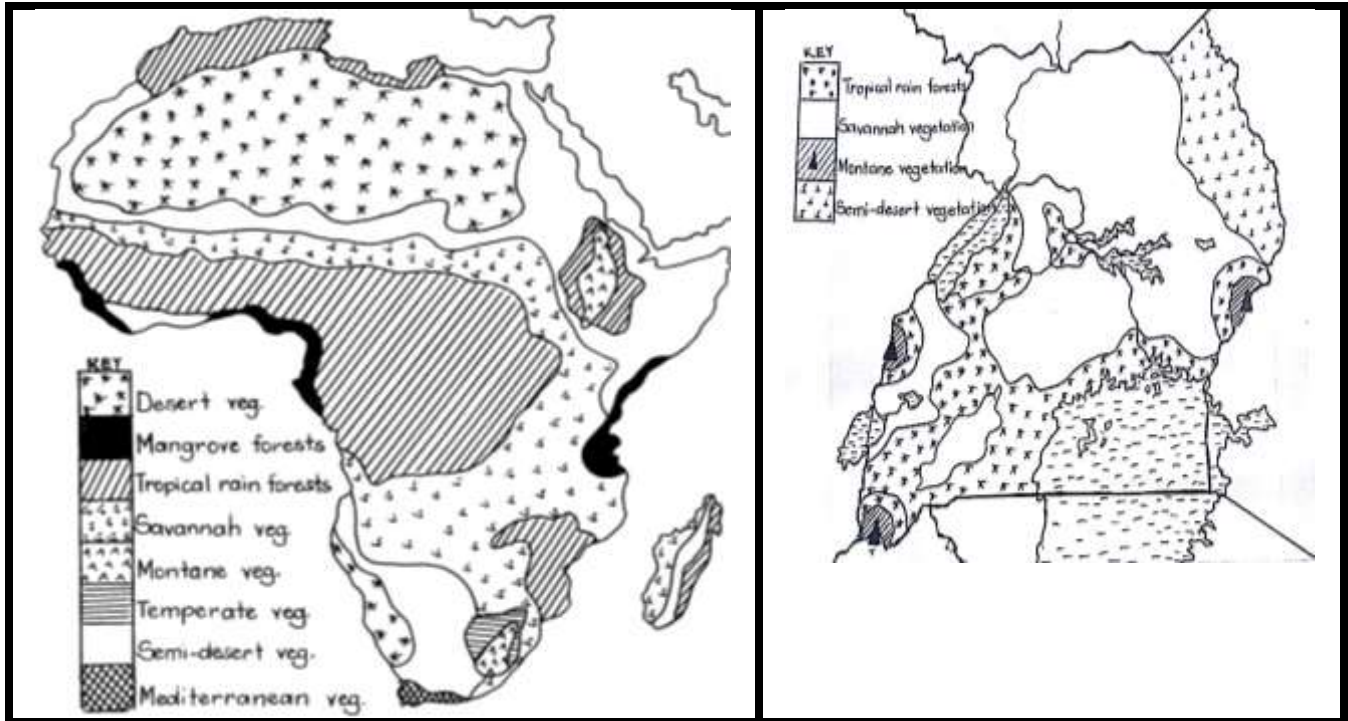 KEY
Desert veg.
Mangrove forests
Tropical rain forests
Savannah veg.
Montane veg.
Temperate veg.
Semi-desert veg.
Mediterranean veg.
KEY
Tropical rain forests
Savannah vegetation
Montane vegetation
Semi-desert vegetation